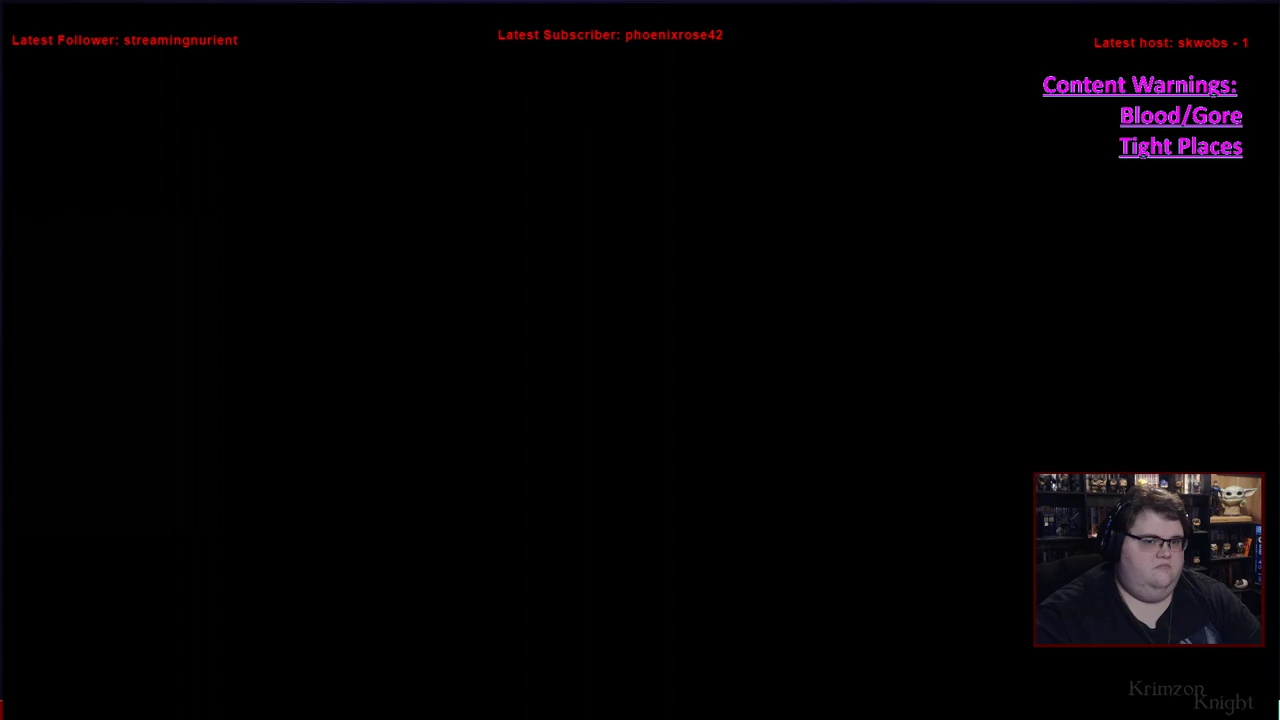 Latest Follower: streamingnurient
Latest Subscriber: phoenixrose42
Latest host: skwobs - 1
Content Warnings:
Blood/Gore
Tight Places
Krimzon
Knight